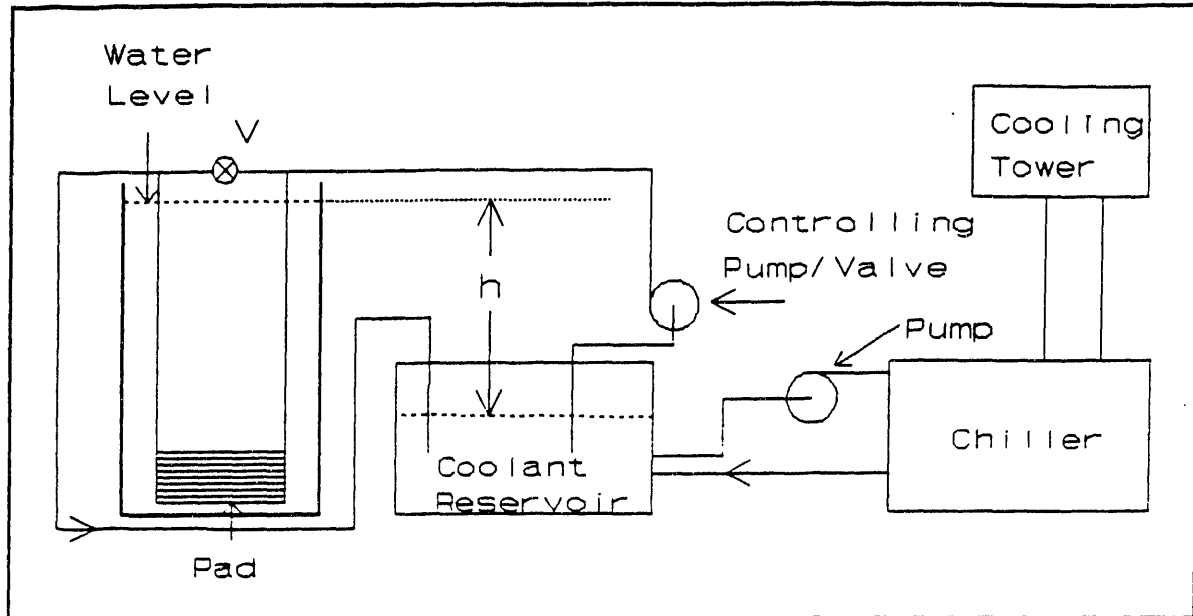 Water
Level
V
Cooling
Tower
Controlling
Pump/Valve
h
Pump
Chiller
Coolant
Reservoir
Pad